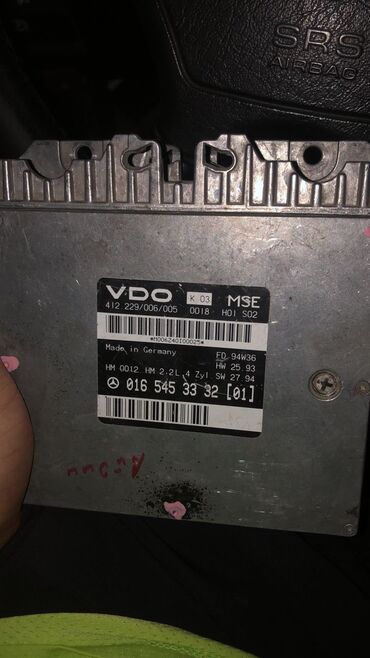 SRS
AIRBAG
VDO K 03 MSE
412 229/006/005 0018 H01 S02
*M006240100025*
Made in Germany FD 94W36
HW 25 93
HM 0012 HM 2.2L 4 Zyl SW 27 94
016 545 33 32 [01]